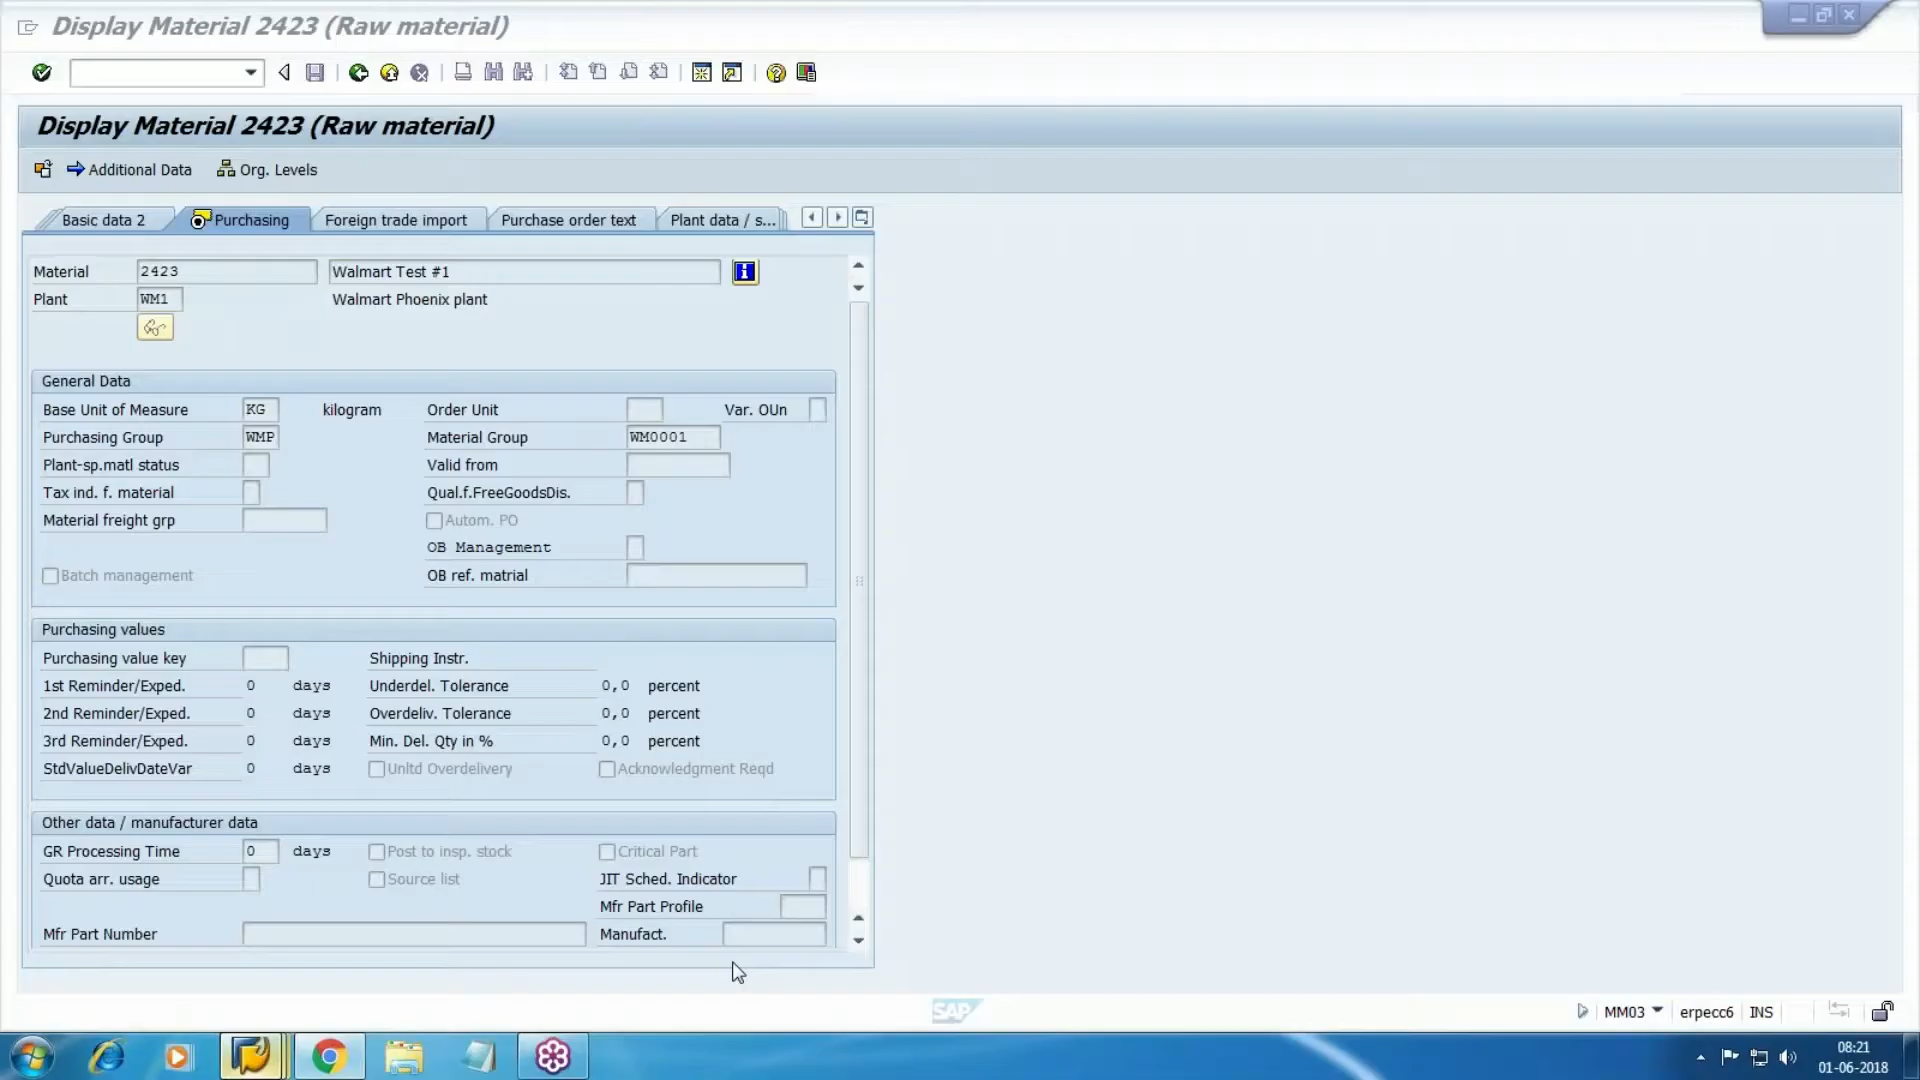 Display Material 2423 (Raw material)
Display Material 2423 (Raw material)
Additional Data Org. Levels
Basic data 2 Purchasing Foreign trade import Purchase order text Plant data / s...
Material 2423 Walmart Test #1
Plant WM1 Walmart Phoenix plant
General Data
Base Unit of Measure KG kilogram Order Unit Var. OUn
Purchasing Group WMP Material Group WM0001
Plant-sp.matl status Valid from
Tax ind. f. material Qual.f.FreeGoodsDis.
Material freight grp Autom. PO
OB Management
Batch management OB ref. matrial
Purchasing values
Purchasing value key Shipping Instr.
1st Reminder/Exped. 0 days Underdel. Tolerance 0,0 percent
2nd Reminder/Exped. 0 days Overdeliv. Tolerance 0,0 percent
3rd Reminder/Exped. 0 days Min. Del. Qty in % 0,0 percent
StdValueDelivDateVar 0 days Unltd Overdelivery Acknowledgment Reqd
Other data / manufacturer data
GR Processing Time 0 days Post to insp. stock Critical Part
Quota arr. usage Source list JIT Sched. Indicator
Mfr Part Profile
Mfr Part Number Manufact.
SAP MM03 erpecc6 INS
08:21
01-06-2018